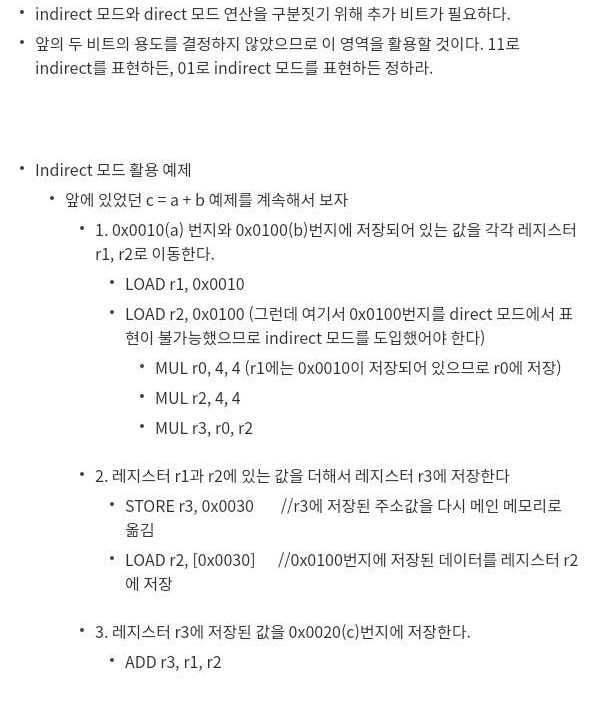 • indirect 모드와 direct 모드 연산을 구분짓기 위해 추가 비트가 필요하다.
• 앞의 두 비트의 용도를 결정하지 않았으므로 이 영역을 활용할 것이다. 11로
indirect를 표현하든, 01로 indirect 모드를 표현하든 정하라.
• Indirect 모드 활용 예제
• 앞에 있었던 c = a + b 예제를 계속해서 보자
• 1. 0x0010(a) 번지와 0x0100(b)번지에 저장되어 있는 값을 각각 레지스터
r1, r2로 이동한다.
• LOAD r1, 0x0010
• LOAD r2, 0x0100 (그런데 여기서 0x0100번지를 direct 모드에서 표
현이 불가능했으므로 indirect 모드를 도입했어야 한다)
• MUL r0, 4, 4 (r1에는 0x0010이 저장되어 있으므로 r0에 저장)
• MUL r2, 4, 4
• MUL r3, r0, r2
• 2. 레지스터 r1과 r2에 있는 값을 더해서 레지스터 r3에 저장한다
• STORE r3, 0x0030 //r3에 저장된 주소값을 다시 메인 메모리로
옮김
• LOAD r2, [0x0030] //0x0100번지에 저장된 데이터를 레지스터 r2
에 저장
• 3. 레지스터 r3에 저장된 값을 0x0020(c)번지에 저장한다.
• ADD r3, r1, r2